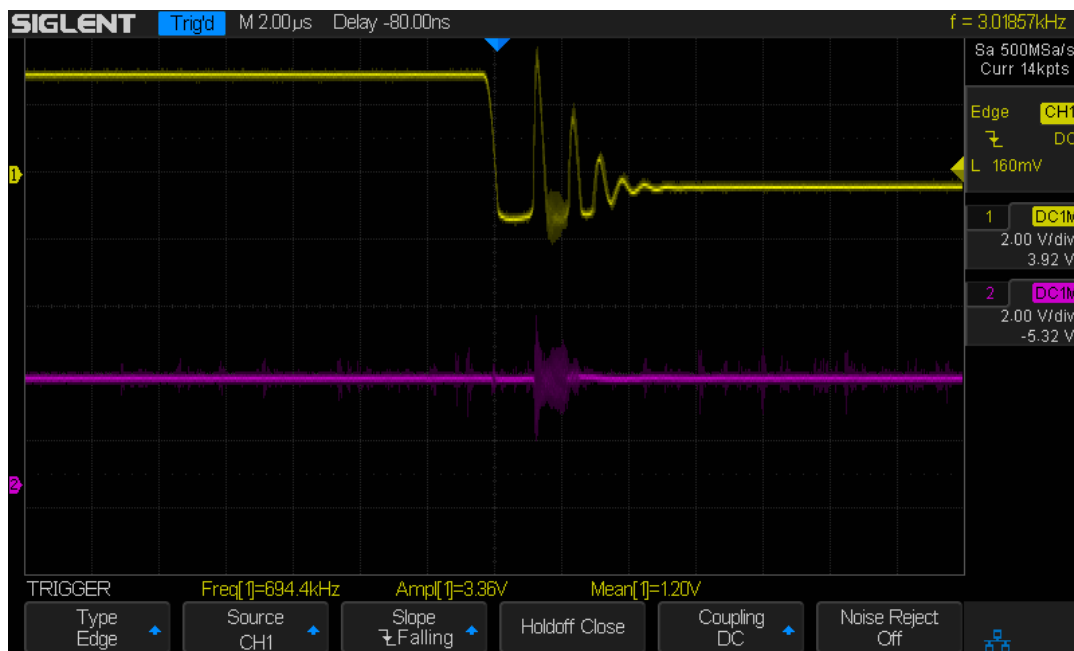 SIGLENT Trig'd M 2.00µs Delay -80.00ns f = 3.01857kHz
Sa 500MSa/s
Curr 14kpts
Edge CH1
DC
L 160mV
1 DC1M
2.00 V/div
3.92 V
2 DC1M
2.00 V/div
-5.32 V
1
2
TRIGGER Freq[1]=694.4kHz Ampl[1]=3.36V Mean[1]=1.20V
Type
Edge
Source
CH1
Slope
Falling
Holdoff Close
Coupling
DC
Noise Reject
Off